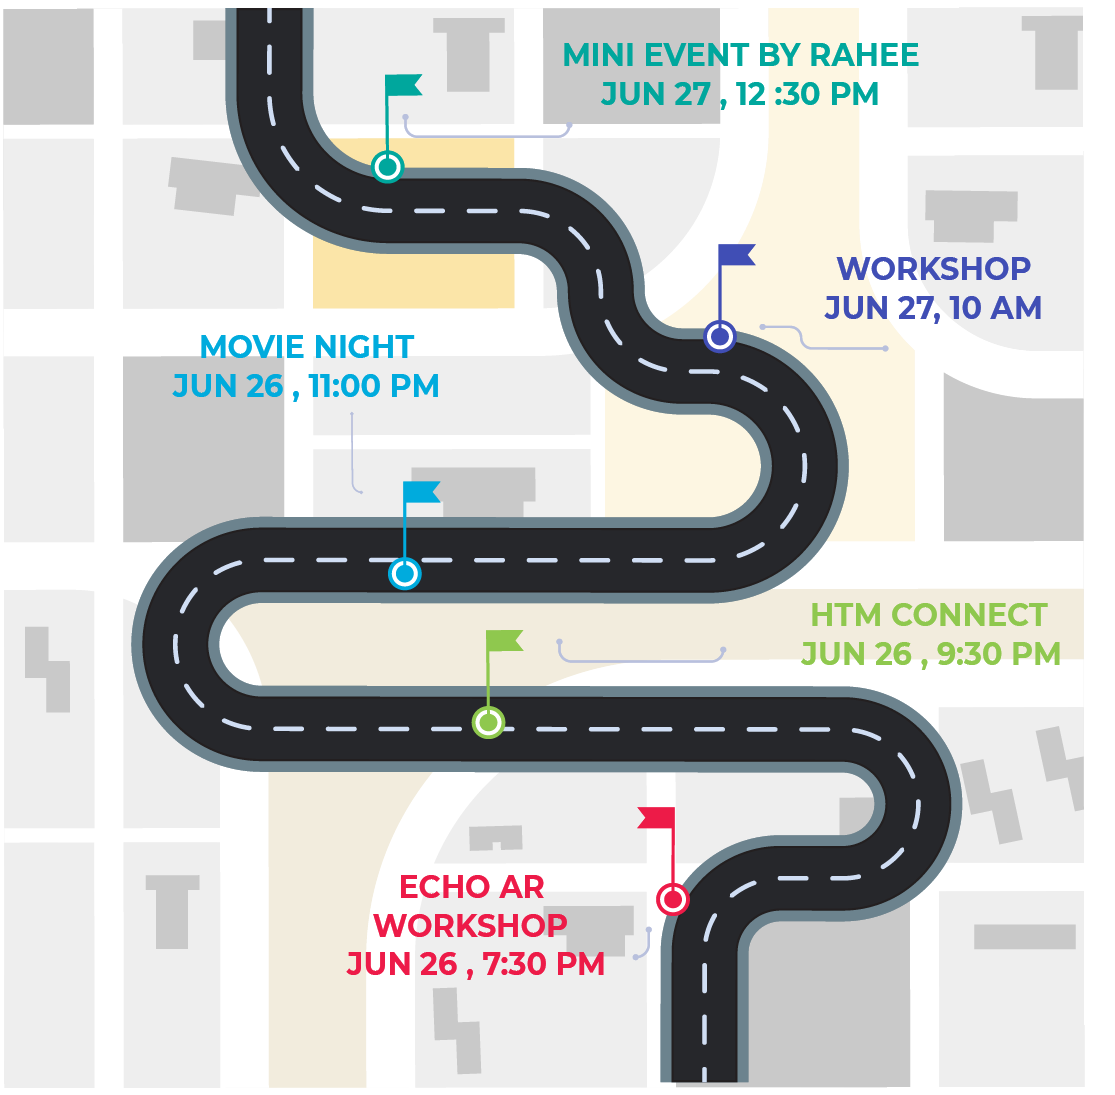 MINI EVENT BY RAHEE
JUN 27 , 12 :30 PM
WORKSHOP
JUN 27, 10 AM
MOVIE NIGHT
JUN 26 , 11:00 PM
HTM CONNECT
JUN 26 , 9:30 PM
ECHO AR
WORKSHOP
JUN 26 , 7:30 PM